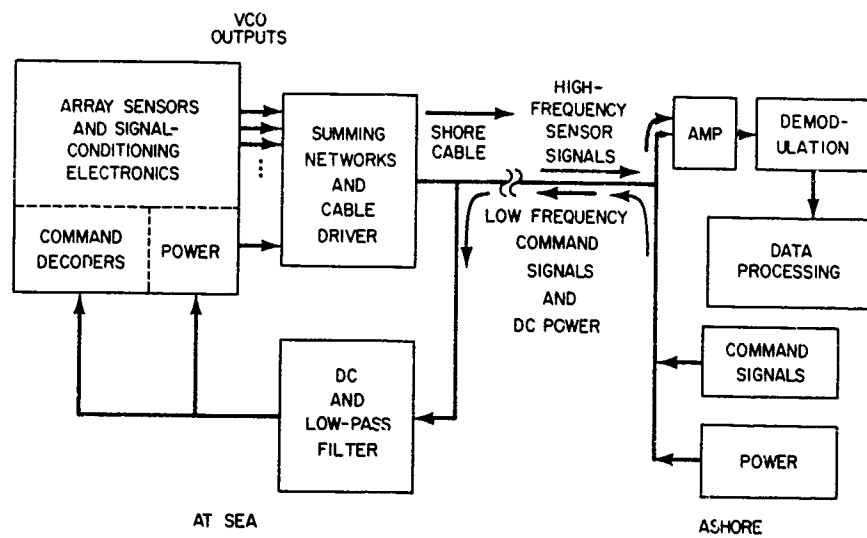 VCO
OUTPUTS
ARRAY SENSORS
AND SIGNAL-
CONDITIONING
ELECTRONICS
COMMAND
DECODERS
POWER
SUMMING
NETWORKS
AND
CABLE
DRIVER
SHORE
CABLE
HIGH-
FREQUENCY
SENSOR
SIGNALS
LOW FREQUENCY
COMMAND
SIGNALS
AND
DC POWER
AMP
DEMOD-
ULATION
DATA
PROCESSING
COMMAND
SIGNALS
POWER
DC
AND
LOW-PASS
FILTER
AT SEA
ASHORE